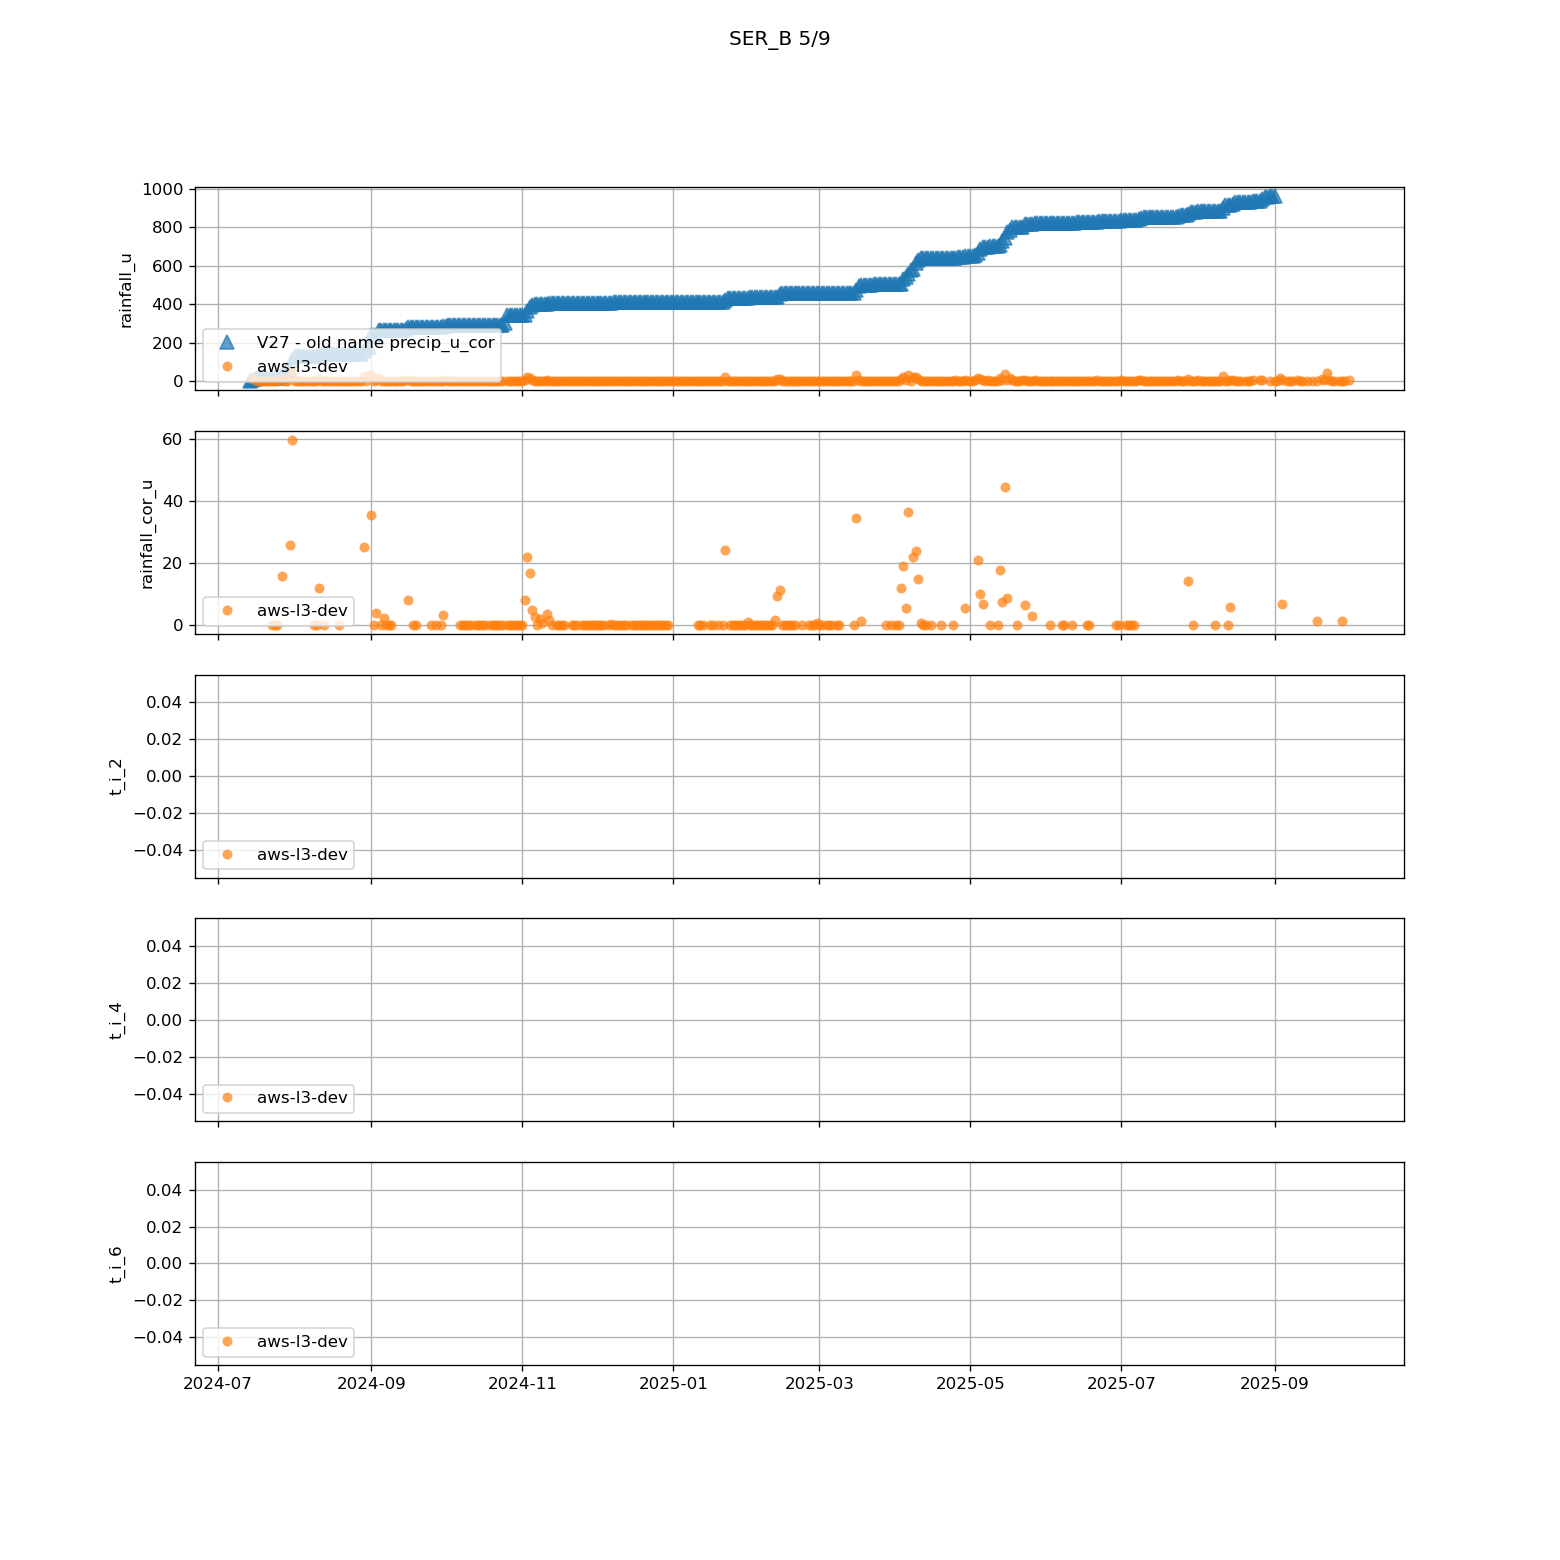 SER_B 5/9
1000
800
600
400
200
0
rainfall_u
V27 - old name precip_u_cor
aws-l3-dev
60
40
20
0
rainfall_cor_u
aws-l3-dev
0.04
0.02
0.00
−0.02
−0.04
t_i_2
aws-l3-dev
0.04
0.02
0.00
−0.02
−0.04
t_i_4
aws-l3-dev
0.04
0.02
0.00
−0.02
−0.04
t_i_6
aws-l3-dev
2024-07 2024-09 2024-11 2025-01 2025-03 2025-05 2025-07 2025-09